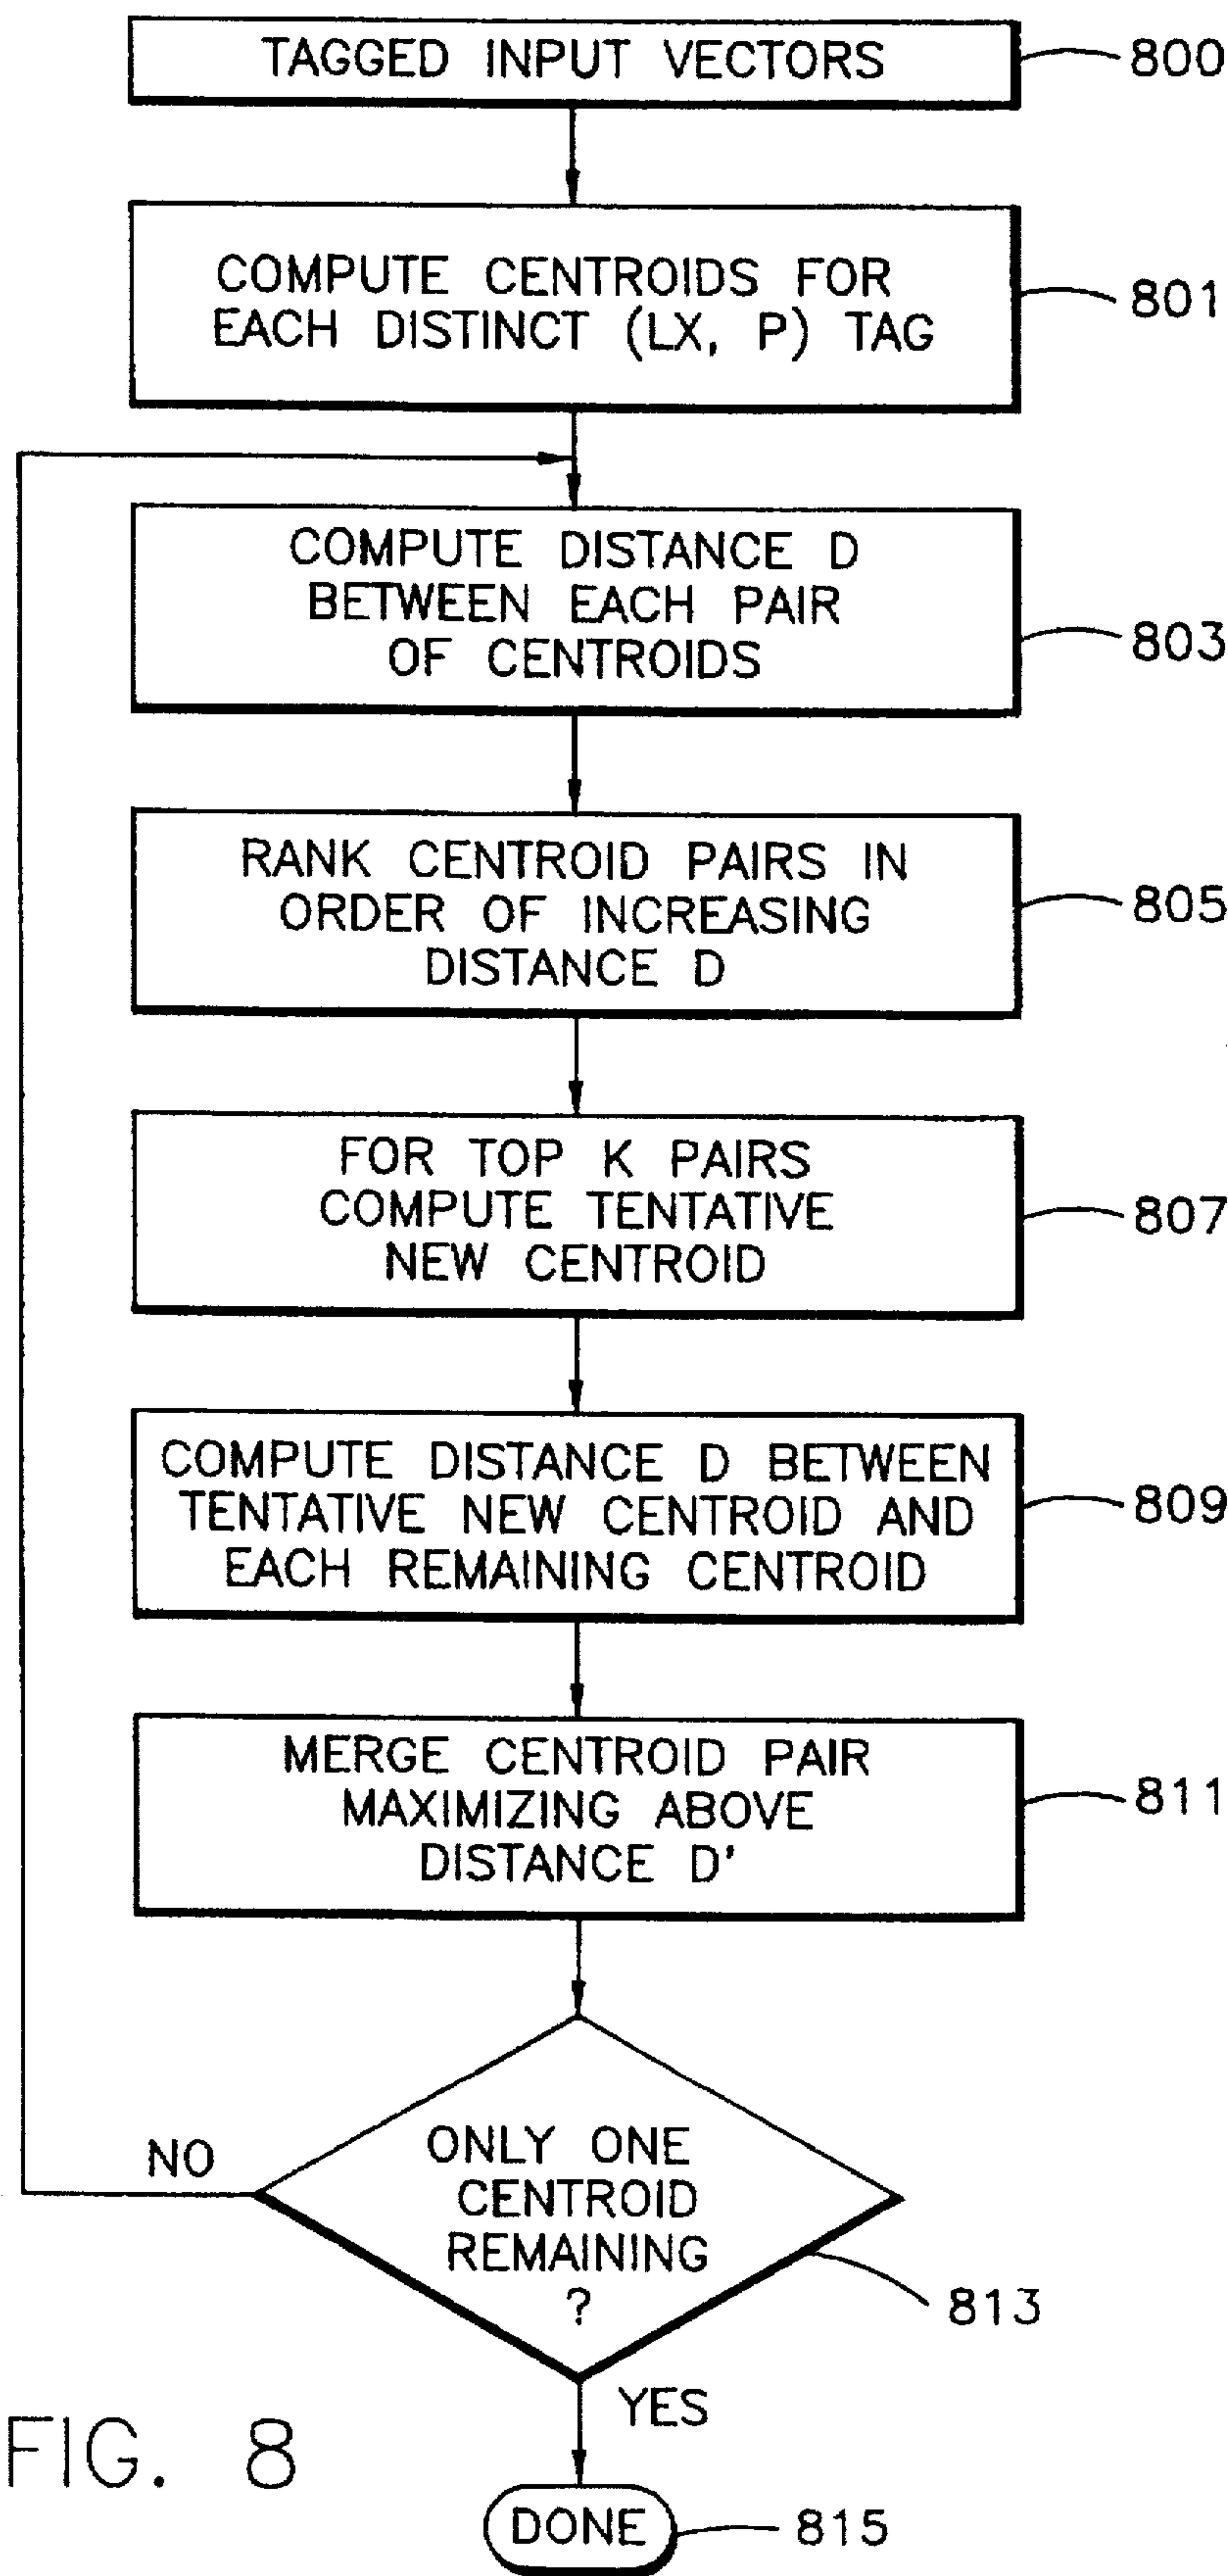 TAGGED INPUT VECTORS
800
COMPUTE CENTROIDS FOR
EACH DISTINCT (LX, P) TAG
801
COMPUTE DISTANCE D
BETWEEN EACH PAIR
OF CENTROIDS
803
RANK CENTROID PAIRS IN
ORDER OF INCREASING
DISTANCE D
805
FOR TOP K PAIRS
COMPUTE TENTATIVE
NEW CENTROID
807
COMPUTE DISTANCE D BETWEEN
TENTATIVE NEW CENTROID AND
EACH REMAINING CENTROID
809
MERGE CENTROID PAIR
MAXIMIZING ABOVE
DISTANCE D'
811
NO
ONLY ONE
CENTROID
REMAINING
?
813
YES
FIG. 8
DONE
815